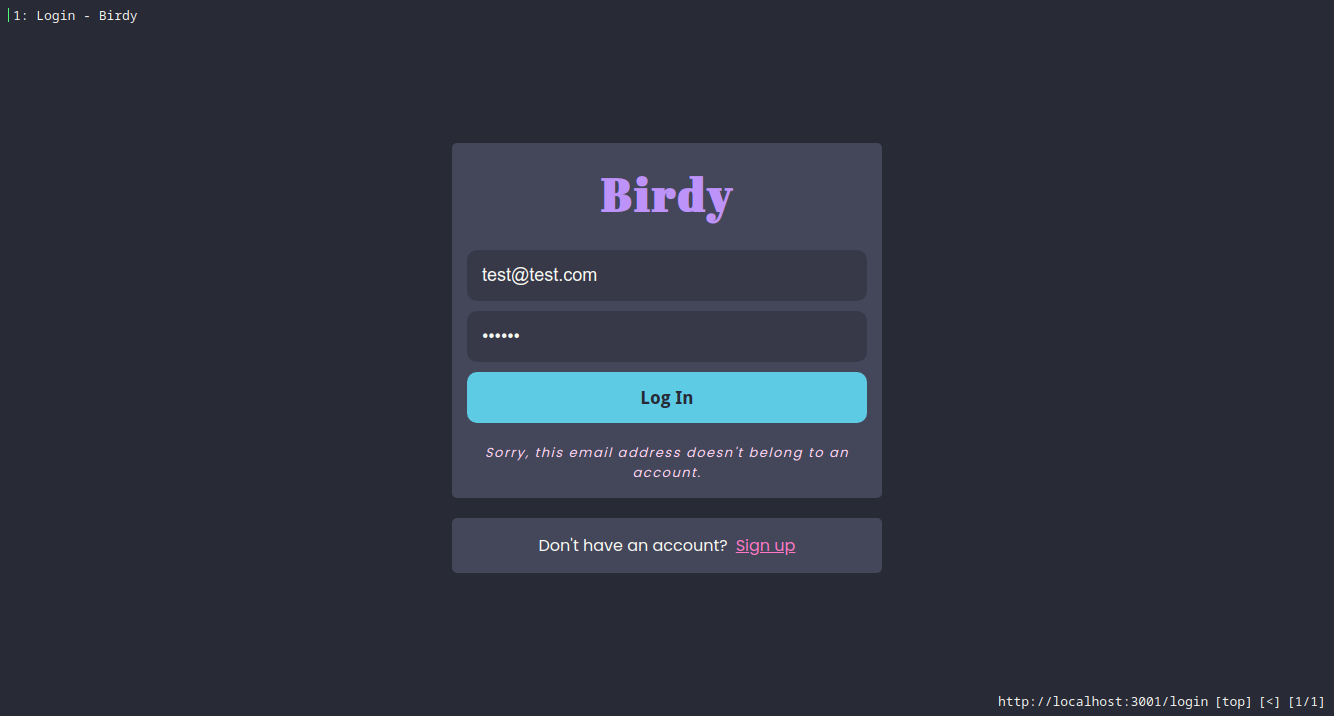 1: Login - Birdy
Birdy
test@test.com
••••••
Log In
Sorry, this email address doesn't belong to an
account.
Don't have an account? Sign up
http://localhost:3001/login [top] [<] [1/1]